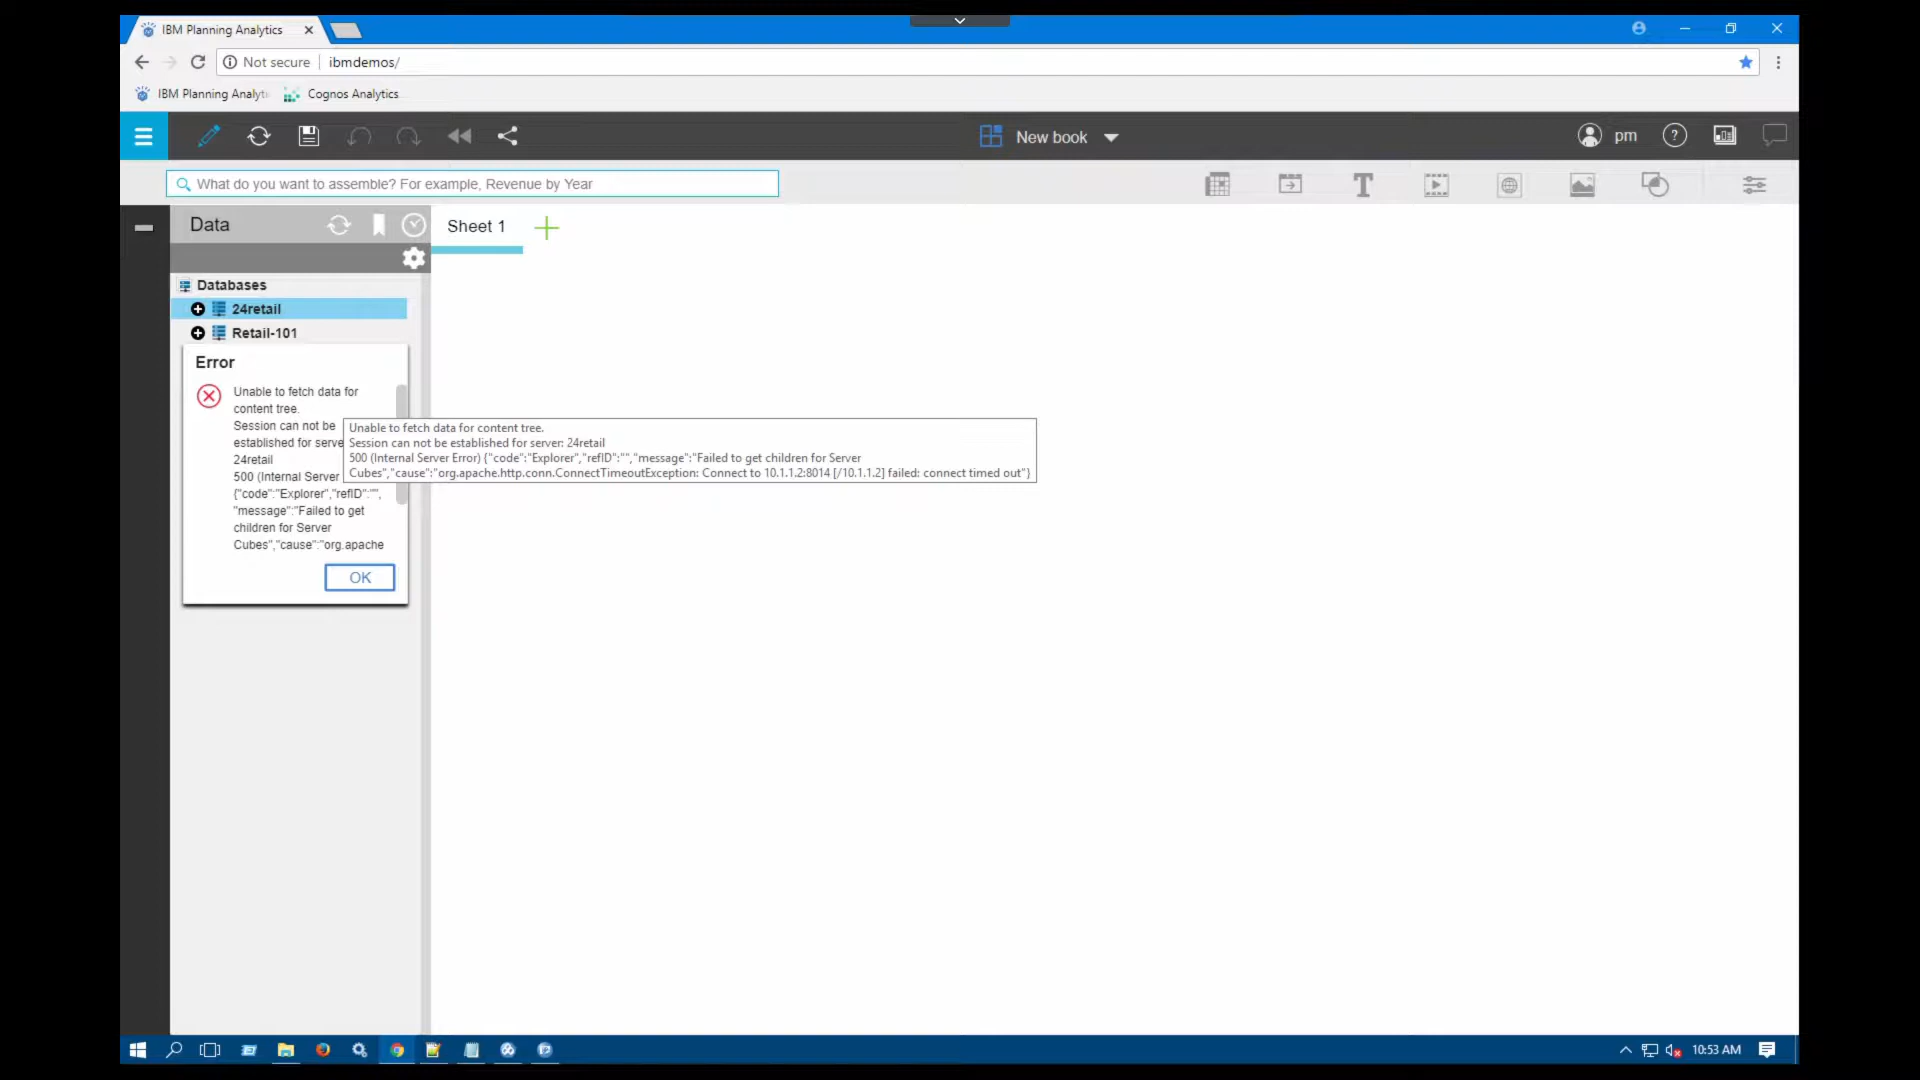 IBM Planning Analytics
Not secure
ibmdemos/
IBM Planning Analyti
Cognos Analytics
New book
pm
?
What do you want to assemble? For example, Revenue by Year
T
Data
Sheet 1
Databases
24retail
Retail-101
Error
Unable to fetch data for
content tree.
Session can not be
established for serve
24retail
500 (Internal Server
{"code":"Explorer","refID":"",
"message":"Failed to get
children for Server
Cubes","cause":"org.apache
OK
Unable to fetch data for content tree.
Session can not be established for server: 24retail
500 (Internal Server Error) {"code":"Explorer","refID":"","message":"Failed to get children for Server
Cubes","cause":"org.apache.http.conn.ConnectTimeoutException: Connect to 10.1.1.2:8014 [/10.1.1.2] failed: connect timed out"}
10:53 AM